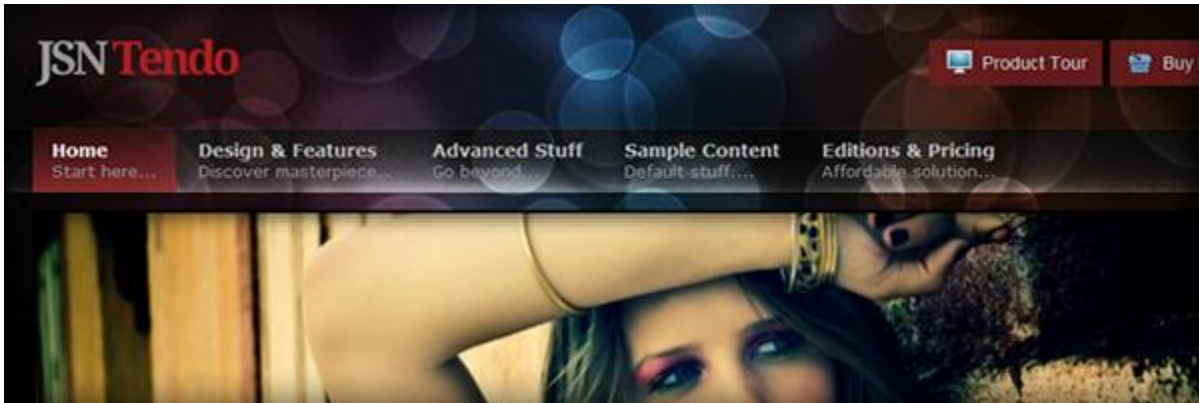 JSN Tendo
Product Tour
Buy
Home
Start here...
Design & Features
Discover masterpiece...
Advanced Stuff
Go beyond...
Sample Content
Default stuff....
Editions & Pricing
Affordable solution...